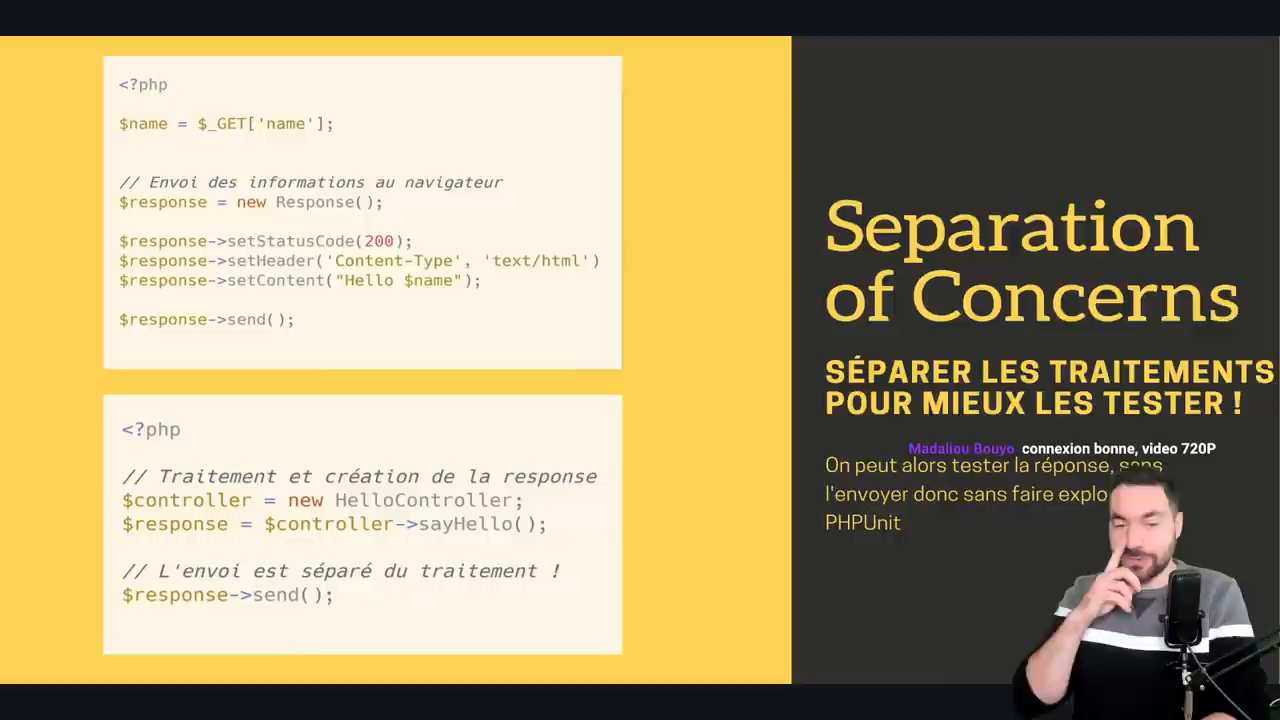 <?php
$name = $_GET['name'];
// Envoi des informations au navigateur
$response = new Response();
$response->setStatusCode(200);
$response->setHeader('Content-Type', 'text/html')
$response->setContent("Hello $name");
$response->send();
<?php
// Traitement et création de la response
$controller = new HelloController;
$response = $controller->sayHello();
// L'envoi est séparé du traitement !
$response->send();
Separation
of Concerns
SÉPARER LES TRAITEMENTS
POUR MIEUX LES TESTER !
Madaliou Bouyo connexion bonne, video 720P
On peut alors tester la réponse, sans
l'envoyer donc sans faire explo
PHPUnit